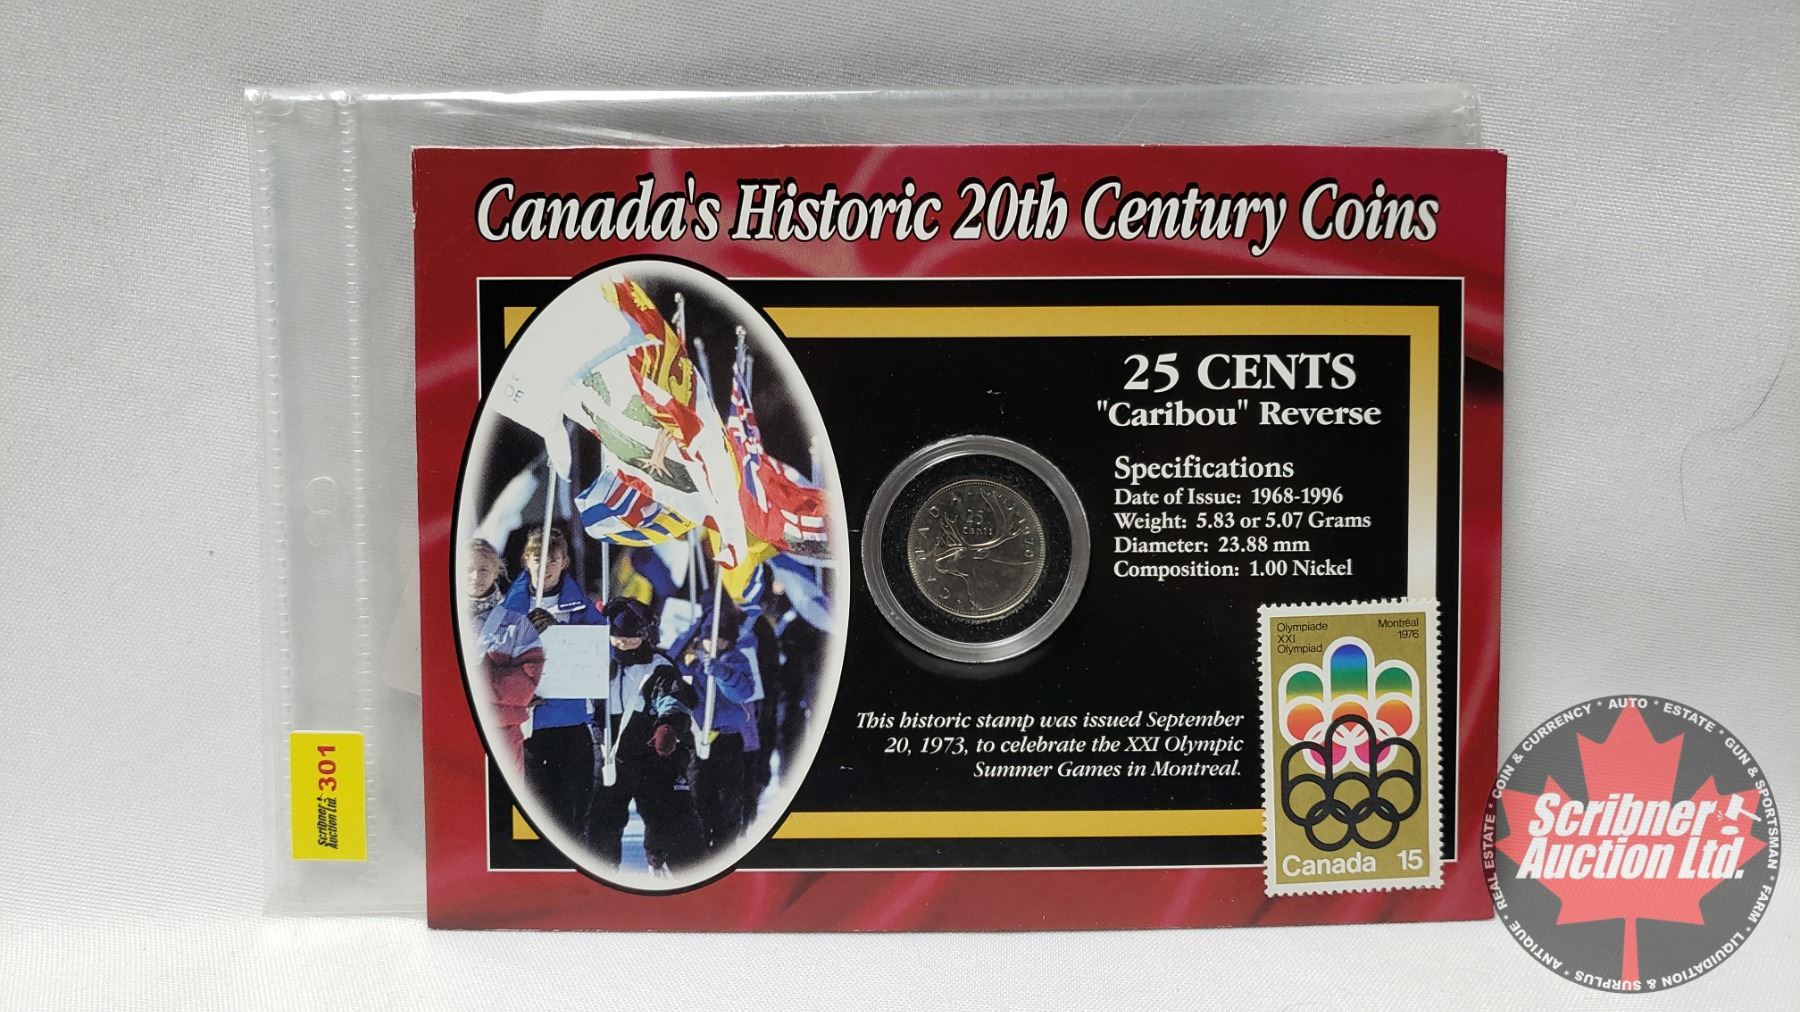 Canada's Historic 20th Century Coins
25 CENTS
"Caribou" Reverse
Specifications
Date of Issue: 1968-1996
Weight: 5.83 or 5.07 Grams
Diameter: 23.88 mm
Composition: 1.00 Nickel
CANADA 1970
25
Cents
This historic stamp was issued September
20, 1973, to celebrate the XXI Olympic
Summer Games in Montreal.
Olympiade
XXI
Olympiad
Montréal
1976
Canada 15
Scribner
Auction Ltd.
301
Scribner
Auction Ltd.
REAL ESTATE * COIN & CURRENCY * AUTO * ESTATE * GUN & SPORTSMAN * FARM * LIQUIDATION & SURPLUS * ANTIQUE *